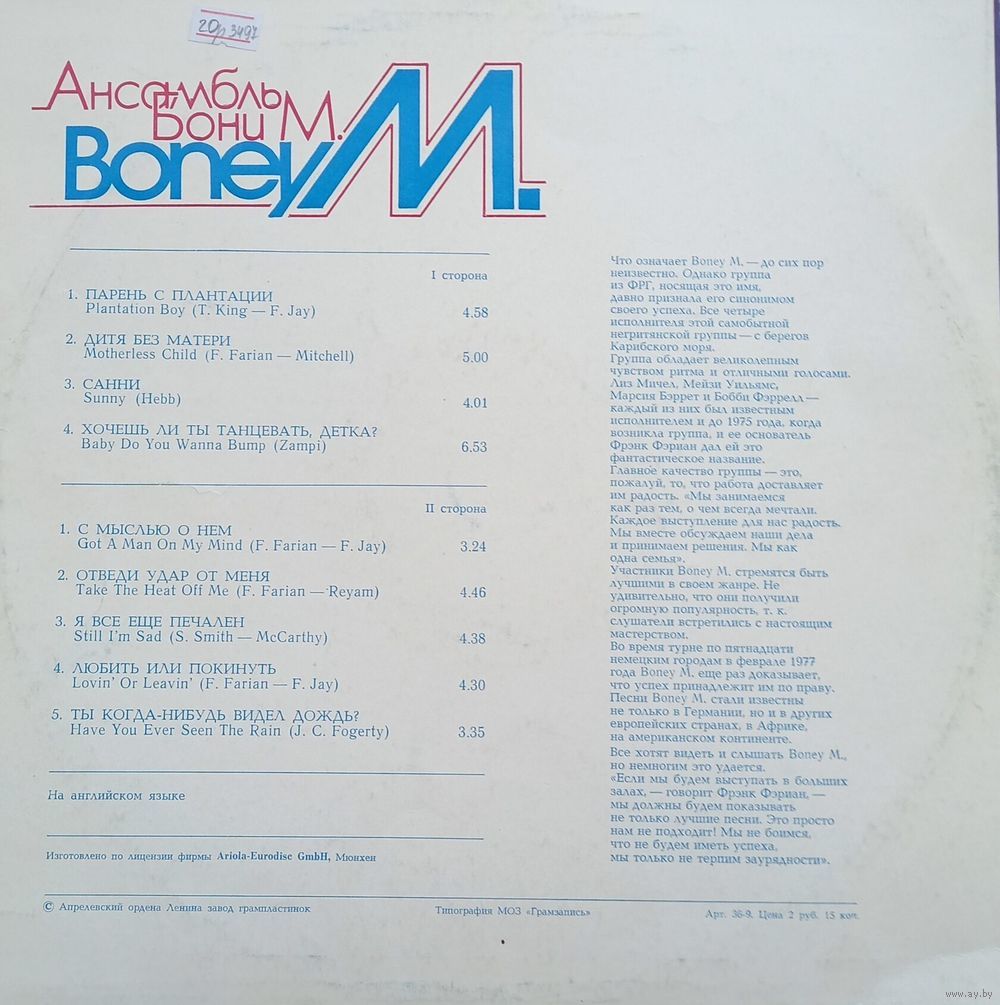 20р 3497
Ансамбль
Бони М.
Boney M.
I сторона
1. ПАРЕНЬ С ПЛАНТАЦИИ
Plantation Boy (T. King — F. Jay) 4.58
2. ДИТЯ БЕЗ МАТЕРИ
Motherless Child (F. Farian — Mitchell) 5.00
3. САННИ
Sunny (Hebb) 4.01
4. ХОЧЕШЬ ЛИ ТЫ ТАНЦЕВАТЬ, ДЕТКА?
Baby Do You Wanna Bump (Zampi) 6.53
II сторона
1. С МЫСЛЬЮ О НЕМ
Got A Man On My Mind (F. Farian — F. Jay) 3.24
2. ОТВЕДИ УДАР ОТ МЕНЯ
Take The Heat Off Me (F. Farian — Reyam) 4.46
3. Я ВСЕ ЕЩЕ ПЕЧАЛЕН
Still I'm Sad (S. Smith — McCarthy) 4.38
4. ЛЮБИТЬ ИЛИ ПОКИНУТЬ
Lovin' Or Leavin' (F. Farian — F. Jay) 4.30
5. ТЫ КОГДА-НИБУДЬ ВИДЕЛ ДОЖДЬ?
Have You Ever Seen The Rain (J. C. Fogerty) 3.35
На английском языке
Изготовлено по лицензии фирмы Ariola-Eurodisc GmbH, Мюнхен
Что означает Boney M. — до сих пор
неизвестно. Однако группа
из ФРГ, носящая это имя,
давно признала его синонимом
своего успеха. Все четыре
исполнителя этой самобытной
негритянской группы — с берегов
Карибского моря.
Группа обладает великолепным
чувством ритма и отличными голосами.
Лиз Мичел, Мейзи Уильямс,
Марсия Бэррет и Бобби Фэррелл —
каждый из них был известным
исполнителем и до 1975 года, когда
возникла группа, и ее основатель
Фрэнк Фэриан дал ей это
фантастическое название.
Главное качество группы — это,
пожалуй, то, что работа доставляет
им радость. «Мы занимаемся
как раз тем, о чем всегда мечтали.
Каждое выступление для нас радость.
Мы вместе обсуждаем наши дела
и принимаем решения. Мы как
одна семья».
Участники Boney M. стремятся быть
лучшими в своем жанре. Не
удивительно, что они получили
огромную популярность, т. к.
слушатели встретились с настоящим
мастерством.
Во время турне по пятнадцати
немецким городам в феврале 1977
года Boney M. еще раз доказывает,
что успех принадлежит им по праву.
Песни Boney M. стали известны
не только в Германии, но и в других
европейских странах, в Африке,
на американском континенте.
Все хотят видеть и слышать Boney M.,
но немногим это удается.
«Если мы будем выступать в больших
залах, — говорит Фрэнк Фэриан, —
мы должны будем показывать
не только лучшие песни. Это просто
нам не подходит! Мы не боимся,
что не будем иметь успеха,
мы только не терпим заурядности».
© Апрелевский ордена Ленина завод грампластинок Типография МОЗ «Грамзапись» Арт. 36-9. Цена 2 руб. 15 коп.
www.ay.by